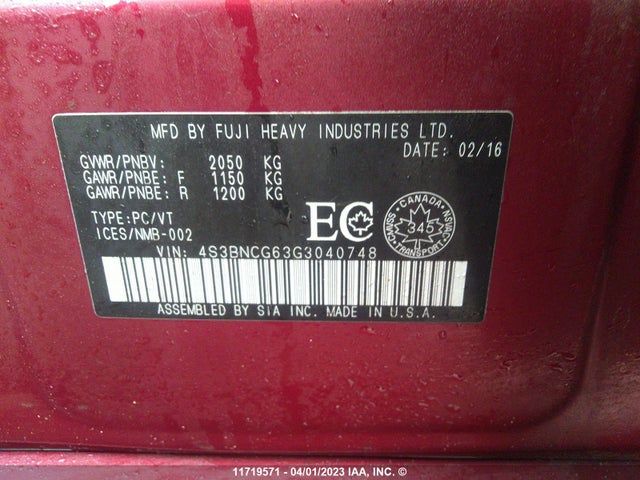 MFD BY FUJI HEAVY INDUSTRIES LTD.
DATE: 02/16
GVWR/PNBV: 2050 KG
GAWR/PNBE: F 1150 KG
GAWR/PNBE: R 1200 KG
TYPE:PC/VT
ICES/NMB-002
EC
CANADA
345
TRANSPORT
VIN: 4S3BNCG63G3040748
ASSEMBLED BY SIA INC. IN U.S.A.
11719571 - 04/01/2023 IAA, INC. ©